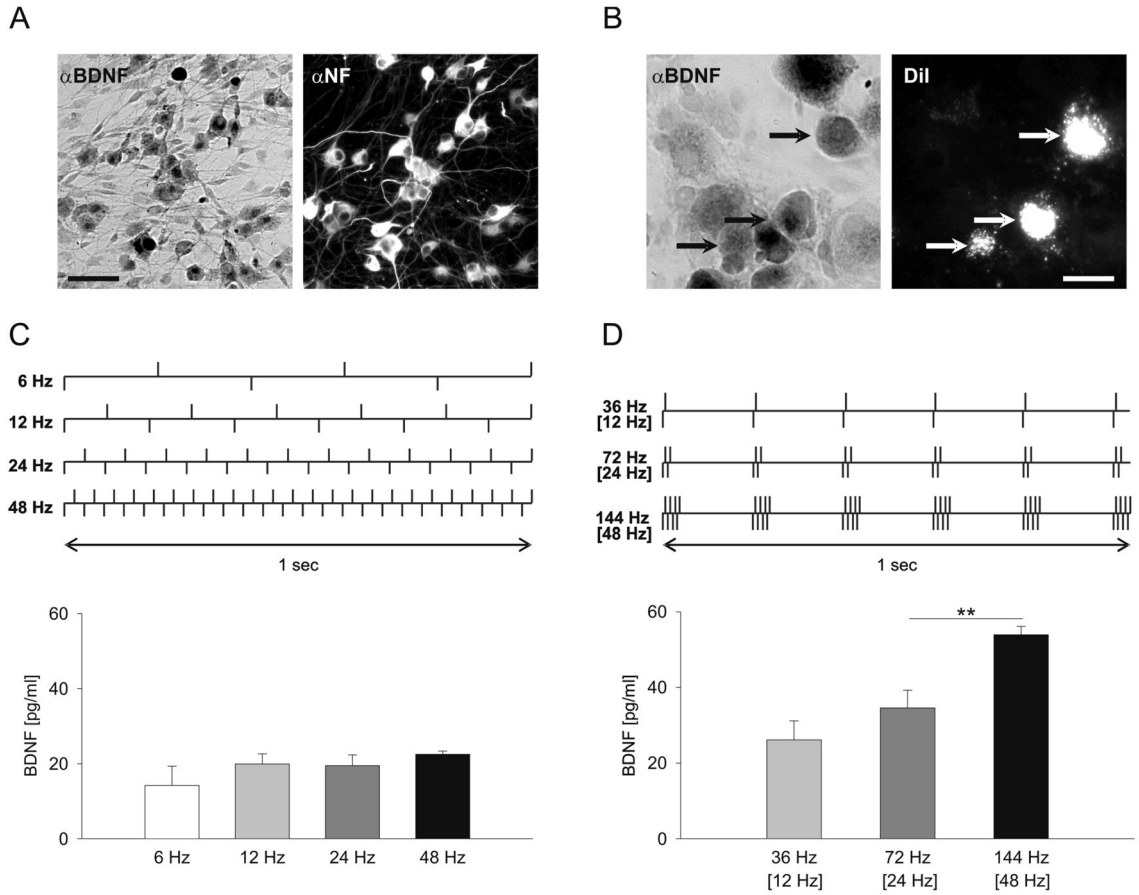 A
B
αBDNF
αNF
αBDNF
DiI
C
D
6 Hz
12 Hz
24 Hz
48 Hz
1 sec
36 Hz
[12 Hz]
72 Hz
[24 Hz]
144 Hz
[48 Hz]
1 sec
60
40
20
0
BDNF [pg/ml]
6 Hz
12 Hz
24 Hz
48 Hz
60
40
20
0
BDNF [pg/ml]
**
36 Hz
[12 Hz]
72 Hz
[24 Hz]
144 Hz
[48 Hz]